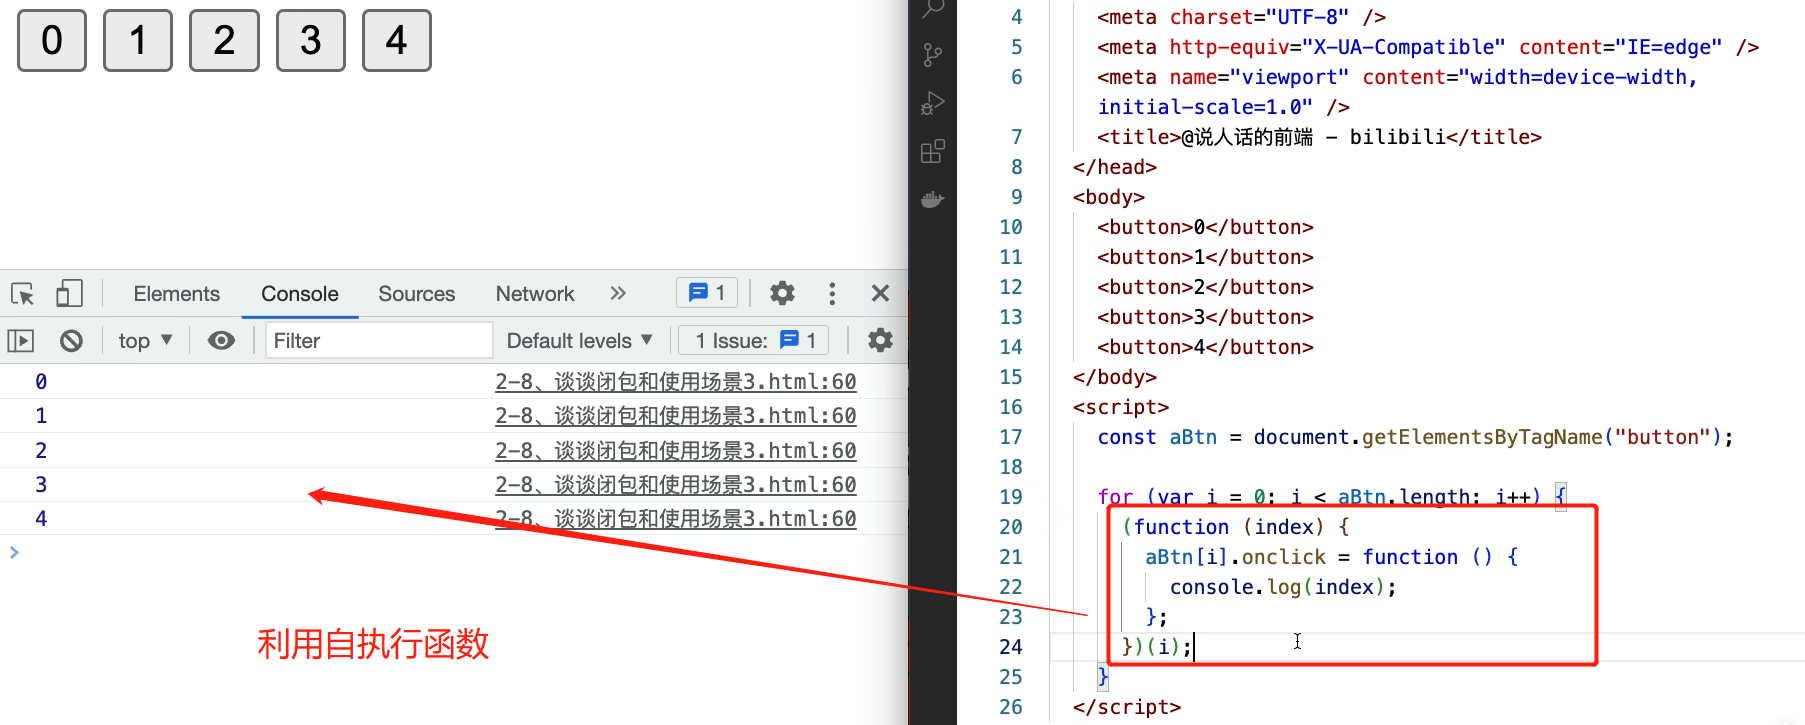 0 1 2 3 4
Elements Console Sources Network » 1
top ▼ Filter Default levels ▼ 1 Issue: 1
0 2-8、谈谈闭包和使用场景3.html:60
1 2-8、谈谈闭包和使用场景3.html:60
2 2-8、谈谈闭包和使用场景3.html:60
3 2-8、谈谈闭包和使用场景3.html:60
4 2-8、谈谈闭包和使用场景3.html:60
>
利用自执行函数
4 <meta charset="UTF-8" />
5 <meta http-equiv="X-UA-Compatible" content="IE=edge" />
6 <meta name="viewport" content="width=device-width,
initial-scale=1.0" />
7 <title>@说人话的前端 - bilibili</title>
8 </head>
9 <body>
10 <button>0</button>
11 <button>1</button>
12 <button>2</button>
13 <button>3</button>
14 <button>4</button>
15 </body>
16 <script>
17 const aBtn = document.getElementsByTagName("button");
18
19 for (var i = 0; i < aBtn.length; i++) {
20 (function (index) {
21 aBtn[i].onclick = function () {
22 console.log(index);
23 };
24 })(i);
25 }
26 </script>